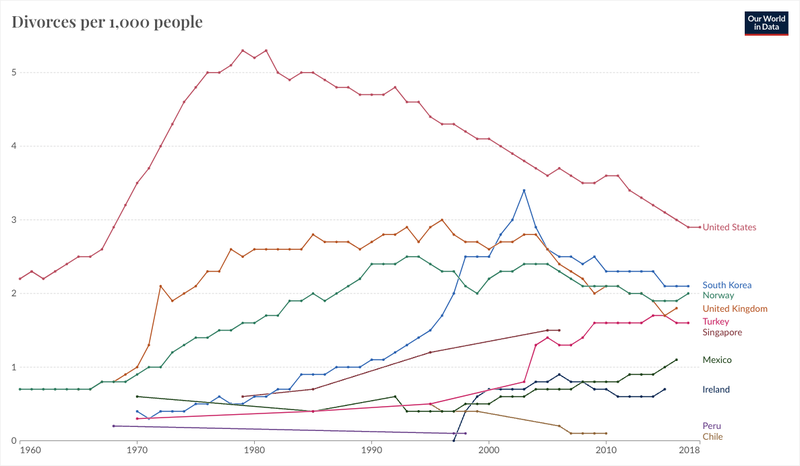 Divorces per 1,000 people
Our World
in Data
5
4
3
2
1
0
United States
South Korea
Norway
United Kingdom
Turkey
Singapore
Mexico
Ireland
Peru
Chile
1960
1970
1980
1990
2000
2010
2018